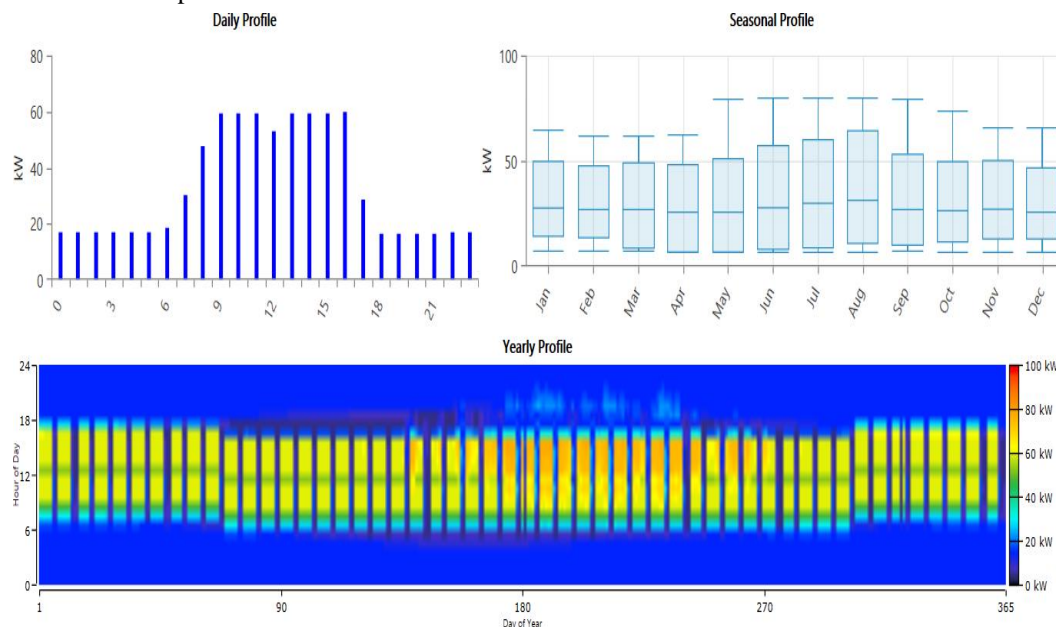 Daily Profile
80
60
40
20
0
kW
0 3 6 9 12 15 18 21
Seasonal Profile
100
50
0
kW
Jan Feb Mar Apr May Jun Jul Aug Sep Oct Nov Dec
Yearly Profile
24
18
12
6
0
Hour of Day
1 90 180 270 365
Day of Year
100 kW
80 kW
60 kW
40 kW
20 kW
0 kW